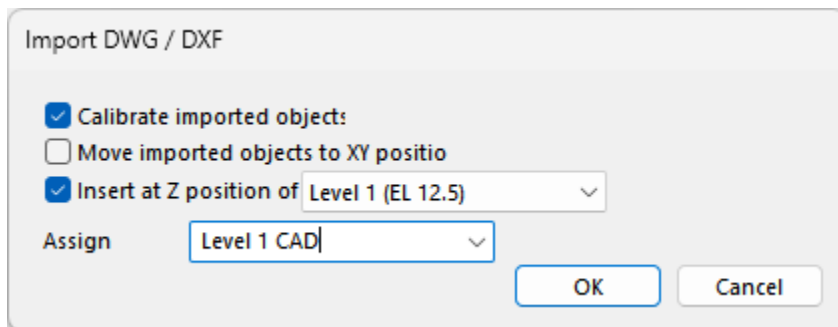 Import DWG / DXF
Calibrate imported objects
Move imported objects to XY positio
Insert at Z position of Level 1 (EL 12.5)
Assign Level 1 CAD
OK Cancel